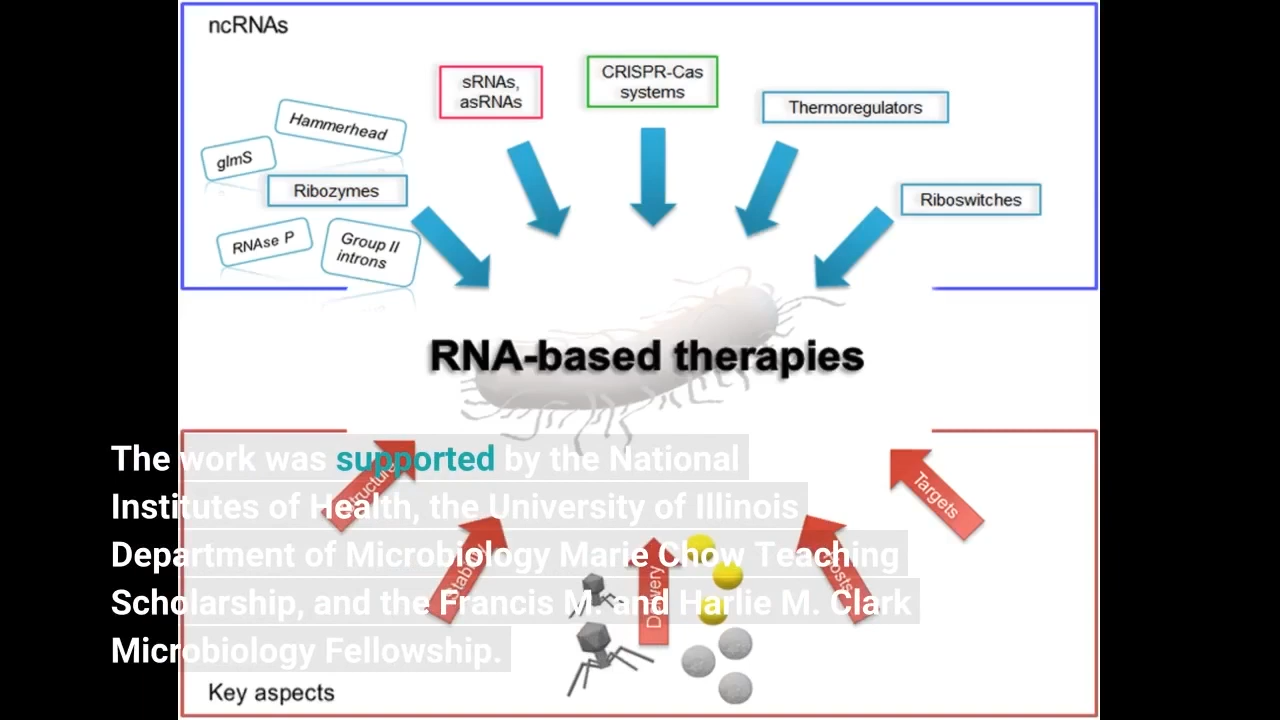 ncRNAs
sRNAs,
asRNAs
CRISPR-Cas
systems
Thermoregulators
Hammerhead
glmS
Ribozymes
Riboswitches
RNAse P
Group II
introns
RNA-based therapies
The work was supported by the National
Institutes of Health, the University of Illinois
Department of Microbiology Marie Chow Teaching
Scholarship, and the Francis M. and Harlie M. Clark
Microbiology Fellowship.
Structure
Targets
Delivery
Key aspects